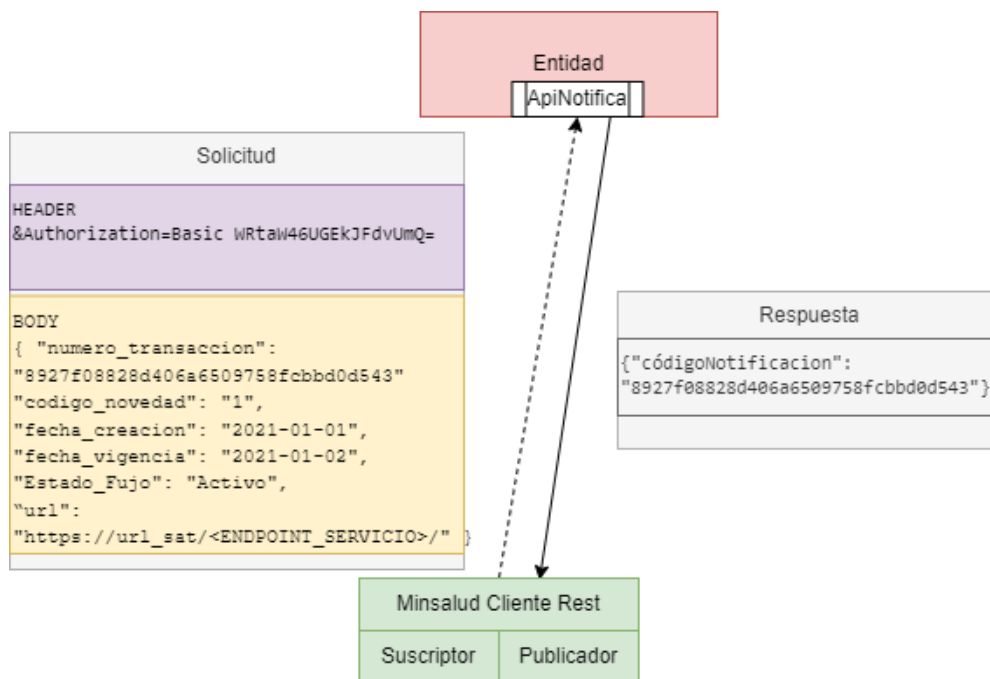 Entidad
ApiNotifica
Solicitud
HEADER
&Authorization=Basic WRtaW46UGEkJFdvUmQ=
BODY
{ "numero_transaccion":
"8927f08828d406a6509758fcbbd0d543"
"codigo_novedad": "1",
"fecha_creacion": "2021-01-01",
"fecha_vigencia": "2021-01-02",
"Estado_Fujo": "Activo",
“url":
"https://url_sat/<ENDPOINT_SERVICIO>/" }
Respuesta
{"códigoNotificacion":
"8927f08828d406a6509758fcbbd0d543"}
Minsalud Cliente Rest
Suscriptor
Publicador